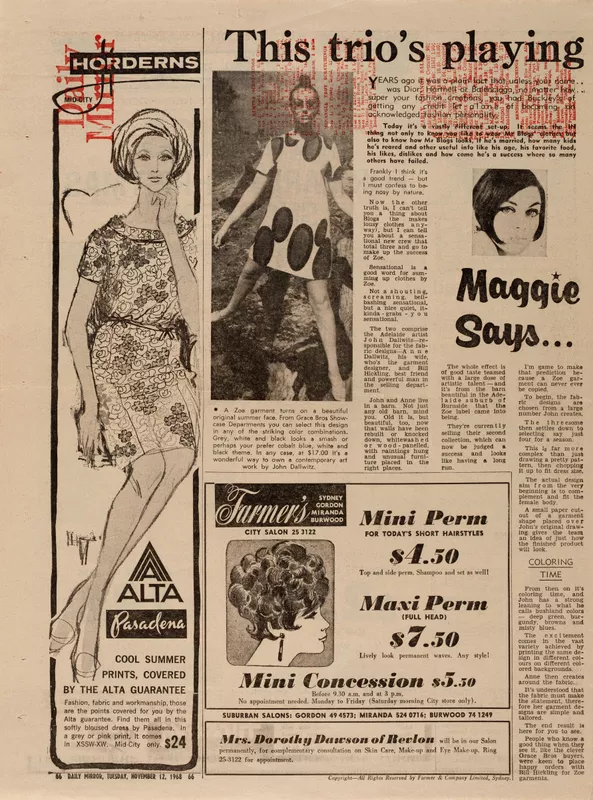 Daily
Mirror
HORDERNS
MID-CITY
ALTA
Pasadena
COOL SUMMER
PRINTS, COVERED
BY THE ALTA GUARANTEE
Fashion, fabric and workmanship, those
are the points covered for you by the
Alta guarantee. Find them all in this
softly bloused dress by Pasadena. In
a grey or pink print, it comes
in XSSW-XW. Mid-City only. $24
66 DAILY MIRROR, TUESDAY, NOVEMBER 12, 1968 66
This trio's playing
YEARS ago it was a plain fact that unless your name
was Dior, Hartnell or Balenciaga, no matter how
super your fashion creations, you had Buckley's of
getting any credit, let alone of becoming an
acknowledged fashion personality.
Today it's a vastly different set-up. It seems the US
thing not only to know you like to wear Mr Blogs' clothes but
also to know how Mr Blogs looks, if he's married, how many kids
he's roared and other useful info like his age, his favorite food,
his likes, dislikes and how come he's a success where so many
others have failed.
Frankly I think it's
a good trend — but
I must confess to be-
ing nosy by nature.
Now the other
truth is, I can't tell
you a thing about
Blogs (he makes
lousy clothes any-
way), but I can tell
you about a sensa-
tional new crew that
total three and go to
make up the success
of Zoe.
Sensational is a
good word for sum-
ming up clothes by
Zoe.
Not a shouting,
screaming, bell-
bashing sensational,
but a nice quiet, it-
kinda-grabs-you
sensational.
The two comprise
the Adelaide artist
John Dallwitz—re-
sponsible for the fab-
ric designs—Anne
Dallwitz, his wife,
who's the garment
designer, and Bill
Hickling, best friend
and powerful man in
the selling depart-
ment.
John and Anne live
in a barn. Not just
any old barn, mind
you. Old it is, but
beautiful, too, now
that walls have been
rebuilt or knocked
down, whitewashed
or wood-panelled,
with paintings hung
and unusual furni-
ture placed in the
right places.
● A Zoe garment turns on a beautiful
original summer face. From Grace Bros Show-
case Departments you can select this design
in any of the striking color combinations.
Grey, white and black looks a smash or
perhaps your prefer cobalt blue, white and
black theme. In any case, at $17.00 it's a
wonderful way to own a contemporary art
work by John Dallwitz.
Maggie
Says...
The whole effect is
of good taste teamed
with a large dose of
artistic talent — and
it's from the barn
beautiful in the Ade-
laide suburb of
Burnside that the
Zoe label came into
being.
They're currently
selling their second
collection, which can
now be judged a
success and looks
like having a long
run.
I'm game to make
that prediction be-
cause a Zoe gar-
ment can never ever
be copied.
To begin, the fab-
ric designs are
chosen from a large
number John creates.
The threesome
then settles down to
selecting just
four for a season.
This is far more
complex than just
drawing a pretty pat-
tern, then chopping
it up to fit dress size.
The actual design
aim from the very
beginning is to com-
plement and fit the
female body.
A small paper cut-
out of a garment
shape placed over
John's original draw-
ing gives the team
an idea of just how
the finished product
will look.
COLORING
TIME
From then on it's
coloring time, and
John has a strong
leaning to what he
calls bushland colors
— deep green, bur-
gundy, browns and
misty blues.
The excitement
comes in the vast
variety achieved by
printing the same de-
sign in different col-
ours on different col-
ored backgrounds.
Anne then creates
around the fabric.
It's understood that
the fabric must make
the statement, there-
fore her garment de-
signs are simple and
tailored.
The end result is
here for you to see.
People who know a
good thing when they
see it, like the clever
Grace Bros buyers,
were keen to place
happy orders with
Bill Hickling for Zoe
garments.
Farmer's
SYDNEY
GORDON
MIRANDA
BURWOOD
CITY SALON 25 3122
Mini Perm
FOR TODAY'S SHORT HAIRSTYLES
$4.50
Top and side perm. Shampoo and set as well!
Maxi Perm
(FULL HEAD)
$7.50
Lively look permanent waves. Any style!
Mini Concession $5.50
Before 9.30 a.m. and at 3 p.m.
No appointment needed. Monday to Friday (Saturday morning City store only).
SUBURBAN SALONS: GORDON 49 4573; MIRANDA 524 0716; BURWOOD 74 1249
Mrs. Dorothy Dawson of Revlon will be in our Salon
permanently, for complimentary consultation on Skin Care, Make-up and Eye Make-up. Ring
25-3122 for appointment.
Copyright—All Rights Reserved by Farmer & Company Limited, Sydney.